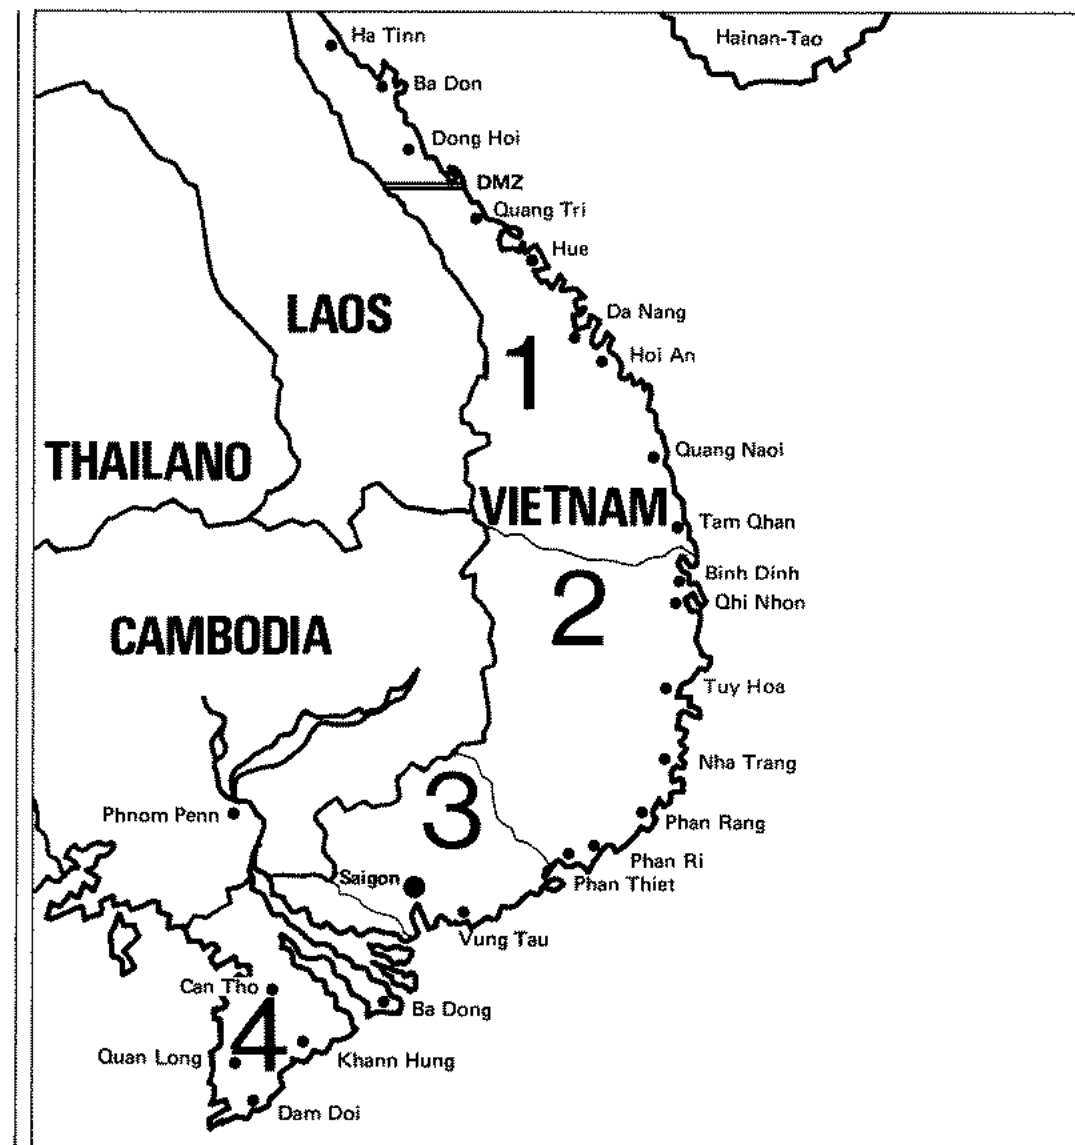 Ha Tinn
Hainan-Tao
Ba Don
Dong Hoi
DMZ
Quang Tri
Hue
LAOS
Da Nang
1
Hoi An
THAILANO
Quang Naoi
VIETNAM
Tam Qhan
2
Binh Dinh
Qhi Nhon
CAMBODIA
Tuy Hoa
Nha Trang
3
Phnom Penn
Phan Rang
Phan Ri
Saigon
Phan Thiet
Vung Tau
Can Tho
Ba Dong
4
Quan Long
Khann Hung
Dam Doi